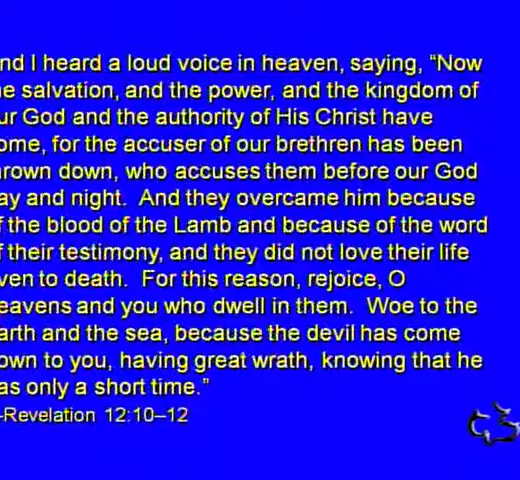 nd I heard a loud voice in heaven, saying, “Now
e salvation, and the power, and the kingdom of
ur God and the authority of His Christ have
ome, for the accuser of our brethren has been
hrown down, who accuses them before our God
ay and night.  And they overcame him because
f the blood of the Lamb and because of the word
f their testimony, and they did not love their life
ven to death.  For this reason, rejoice, O
eavens and you who dwell in them.  Woe to the
arth and the sea, because the devil has come
own to you, having great wrath, knowing that he
as only a short time.”
-Revelation 12:10–12